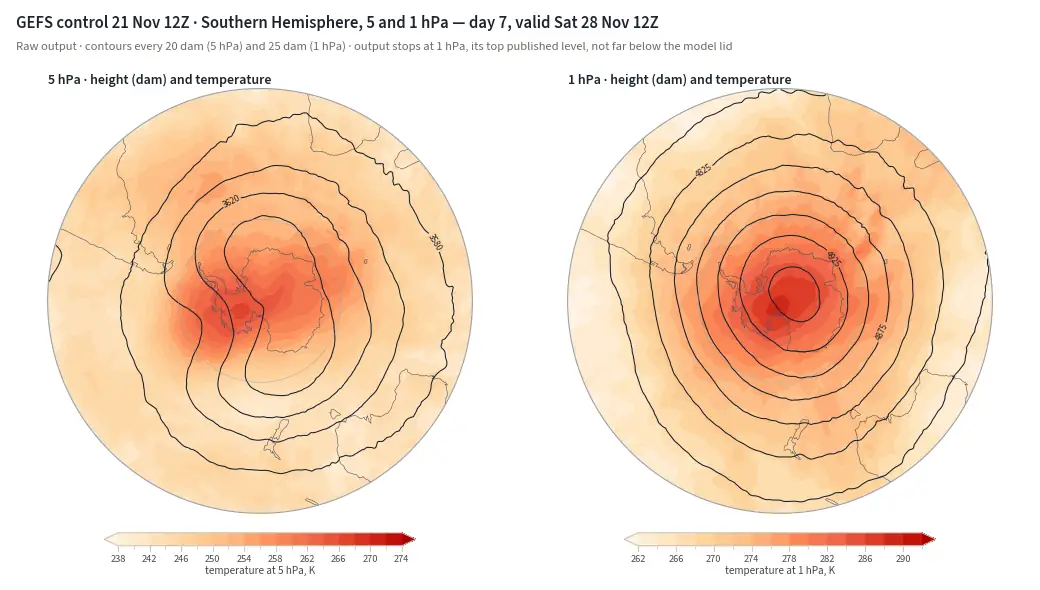 GEFS control 21 Nov 12Z · Southern Hemisphere, 5 and 1 hPa — day 7, valid Sat 28 Nov 12Z
Raw output · contours every 20 dam (5 hPa) and 25 dam (1 hPa) · output stops at 1 hPa, its top published level, not far below the model lid
5 hPa · height (dam) and temperature
1 hPa · height (dam) and temperature
3620
3580
4825
4925
4875
238 242 246 250 254 258 262 266 270 274
temperature at 5 hPa, K
262 266 270 274 278 282 286 290
temperature at 1 hPa, K